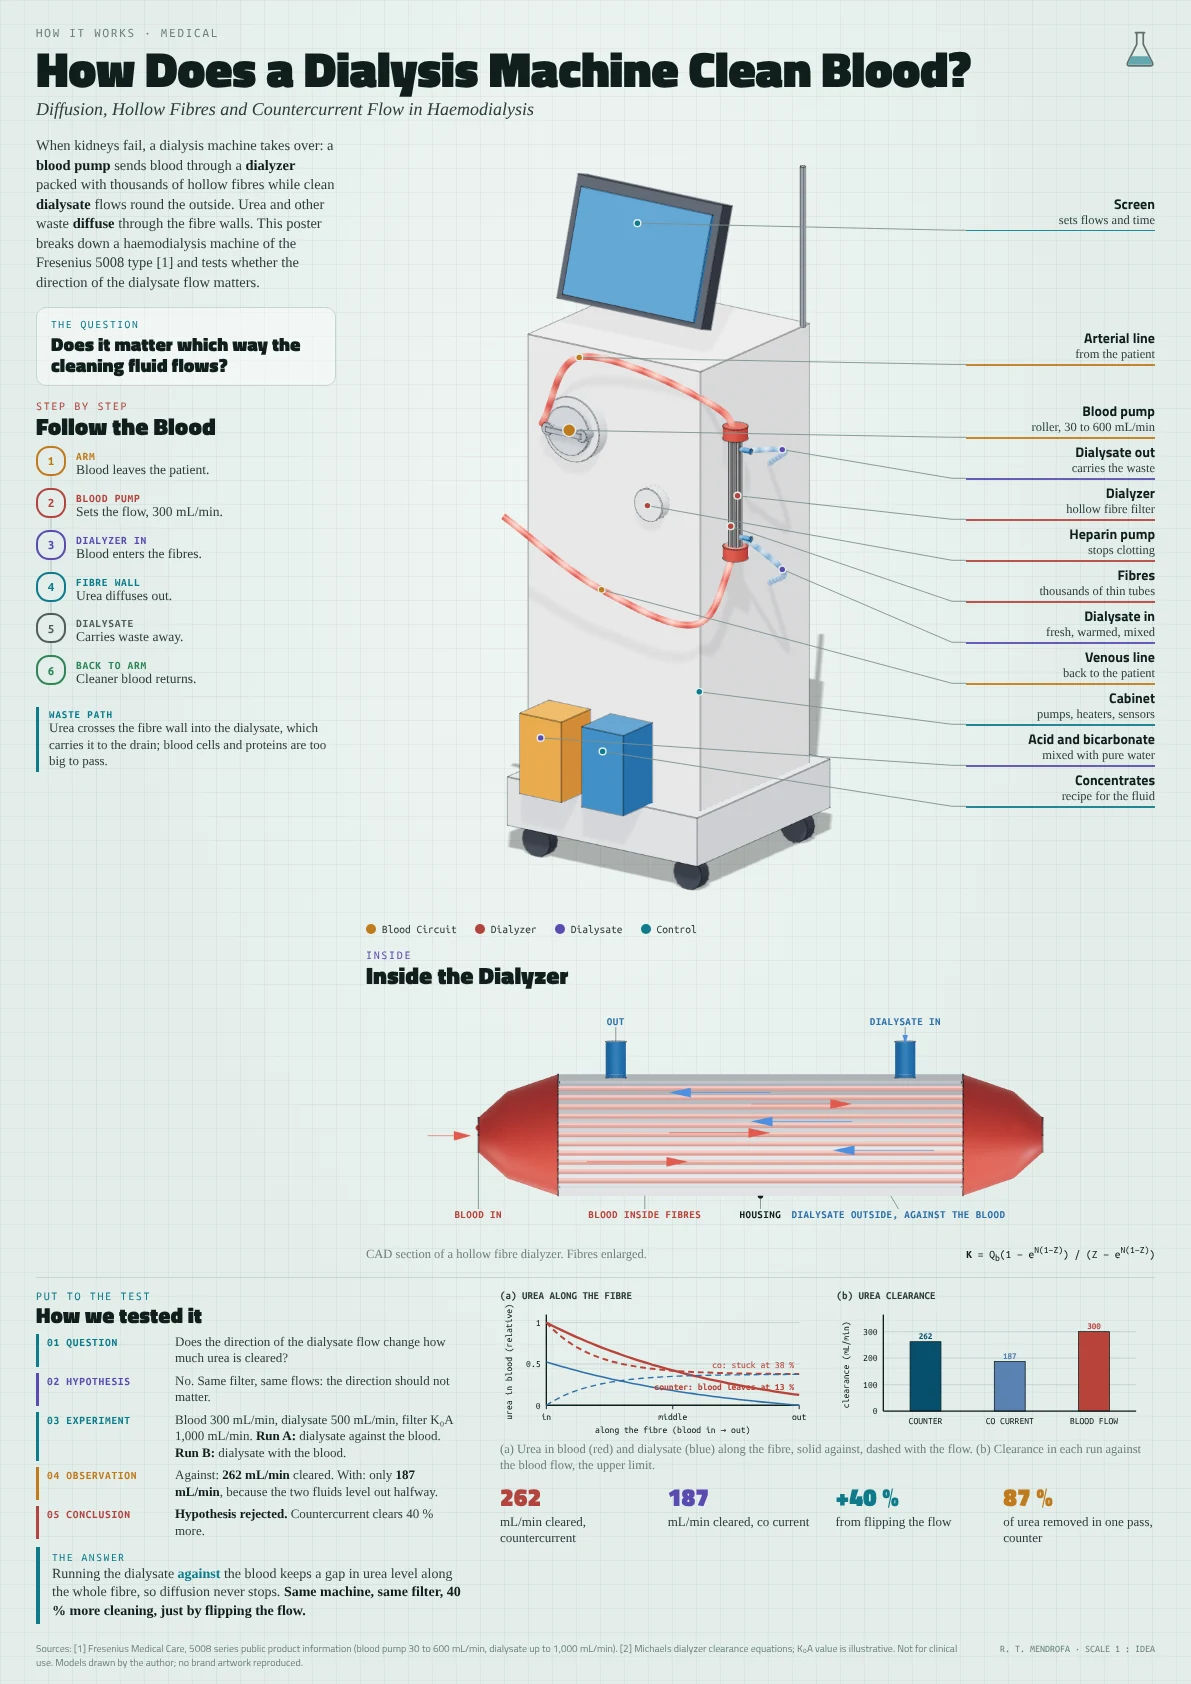 HOW IT WORKS · MEDICAL
How Does a Dialysis Machine Clean Blood?
Diffusion, Hollow Fibres and Countercurrent Flow in Haemodialysis
When kidneys fail, a dialysis machine takes over: a
blood pump sends blood through a dialyzer
packed with thousands of hollow fibres while clean
dialysate flows round the outside. Urea and other
waste diffuse through the fibre walls. This poster
breaks down a haemodialysis machine of the
Fresenius 5008 type [1] and tests whether the
direction of the dialysate flow matters.
THE QUESTION
Does it matter which way the
cleaning fluid flows?
STEP BY STEP
Follow the Blood
1
ARM
Blood leaves the patient.
2
BLOOD PUMP
Sets the flow, 300 mL/min.
3
DIALYZER IN
Blood enters the fibres.
4
FIBRE WALL
Urea diffuses out.
5
DIALYSATE
Carries waste away.
6
BACK TO ARM
Cleaner blood returns.
WASTE PATH
Urea crosses the fibre wall into the dialysate, which
carries it to the drain; blood cells and proteins are too
big to pass.
Screen
sets flows and time
Arterial line
from the patient
Blood pump
roller, 30 to 600 mL/min
Dialysate out
carries the waste
Dialyzer
hollow fibre filter
Heparin pump
stops clotting
Fibres
thousands of thin tubes
Dialysate in
fresh, warmed, mixed
Venous line
back to the patient
Cabinet
pumps, heaters, sensors
Acid and bicarbonate
mixed with pure water
Concentrates
recipe for the fluid
Blood Circuit
Dialyzer
Dialysate
Control
INSIDE
Inside the Dialyzer
OUT
DIALYSATE IN
BLOOD IN
BLOOD INSIDE FIBRES
HOUSING
DIALYSATE OUTSIDE, AGAINST THE BLOOD
CAD section of a hollow fibre dialyzer. Fibres enlarged.
K = Qb(1 − e^N(1−Z)) / (Z − e^N(1−Z))
PUT TO THE TEST
How we tested it
01 QUESTION
Does the direction of the dialysate flow change how
much urea is cleared?
02 HYPOTHESIS
No. Same filter, same flows: the direction should not
matter.
03 EXPERIMENT
Blood 300 mL/min, dialysate 500 mL/min, filter K₀A
1,000 mL/min. Run A: dialysate against the blood.
Run B: dialysate with the blood.
04 OBSERVATION
Against: 262 mL/min cleared. With: only 187
mL/min, because the two fluids level out halfway.
05 CONCLUSION
Hypothesis rejected. Countercurrent clears 40 %
more.
THE ANSWER
Running the dialysate against the blood keeps a gap in urea level along
the whole fibre, so diffusion never stops. Same machine, same filter, 40
% more cleaning, just by flipping the flow.
(a) UREA ALONG THE FIBRE
urea in blood (relative)
1
0.5
0
co: stuck at 38 %
counter: blood leaves at 13 %
in
middle
out
along the fibre (blood in → out)
(b) UREA CLEARANCE
clearance (mL/min)
300
200
100
0
262
187
300
COUNTER
CO CURRENT
BLOOD FLOW
(a) Urea in blood (red) and dialysate (blue) along the fibre, solid against, dashed with the flow. (b) Clearance in each run against
the blood flow, the upper limit.
262
mL/min cleared,
countercurrent
187
mL/min cleared, co current
+40 %
from flipping the flow
87 %
of urea removed in one pass,
counter
Sources: [1] Fresenius Medical Care, 5008 series public product information (blood pump 30 to 600 mL/min, dialysate up to 1,000 mL/min). [2] Michaels dialyzer clearance equations; K₀A value is illustrative. Not for clinical
use. Models drawn by the author; no brand artwork reproduced.
R. T. MENDROFA · SCALE 1 : IDEA